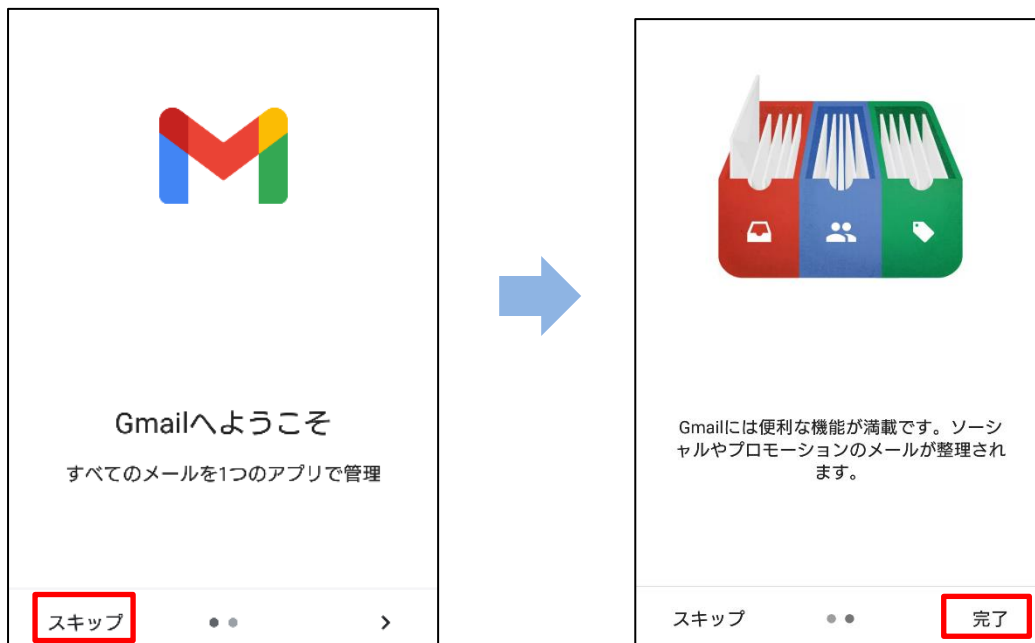 Gmailへようこそ
すべてのメールを1つのアプリで管理
スキップ
Gmailには便利な機能が満載です。ソーシ
ャルやプロモーションのメールが整理され
ます。
スキップ
完了